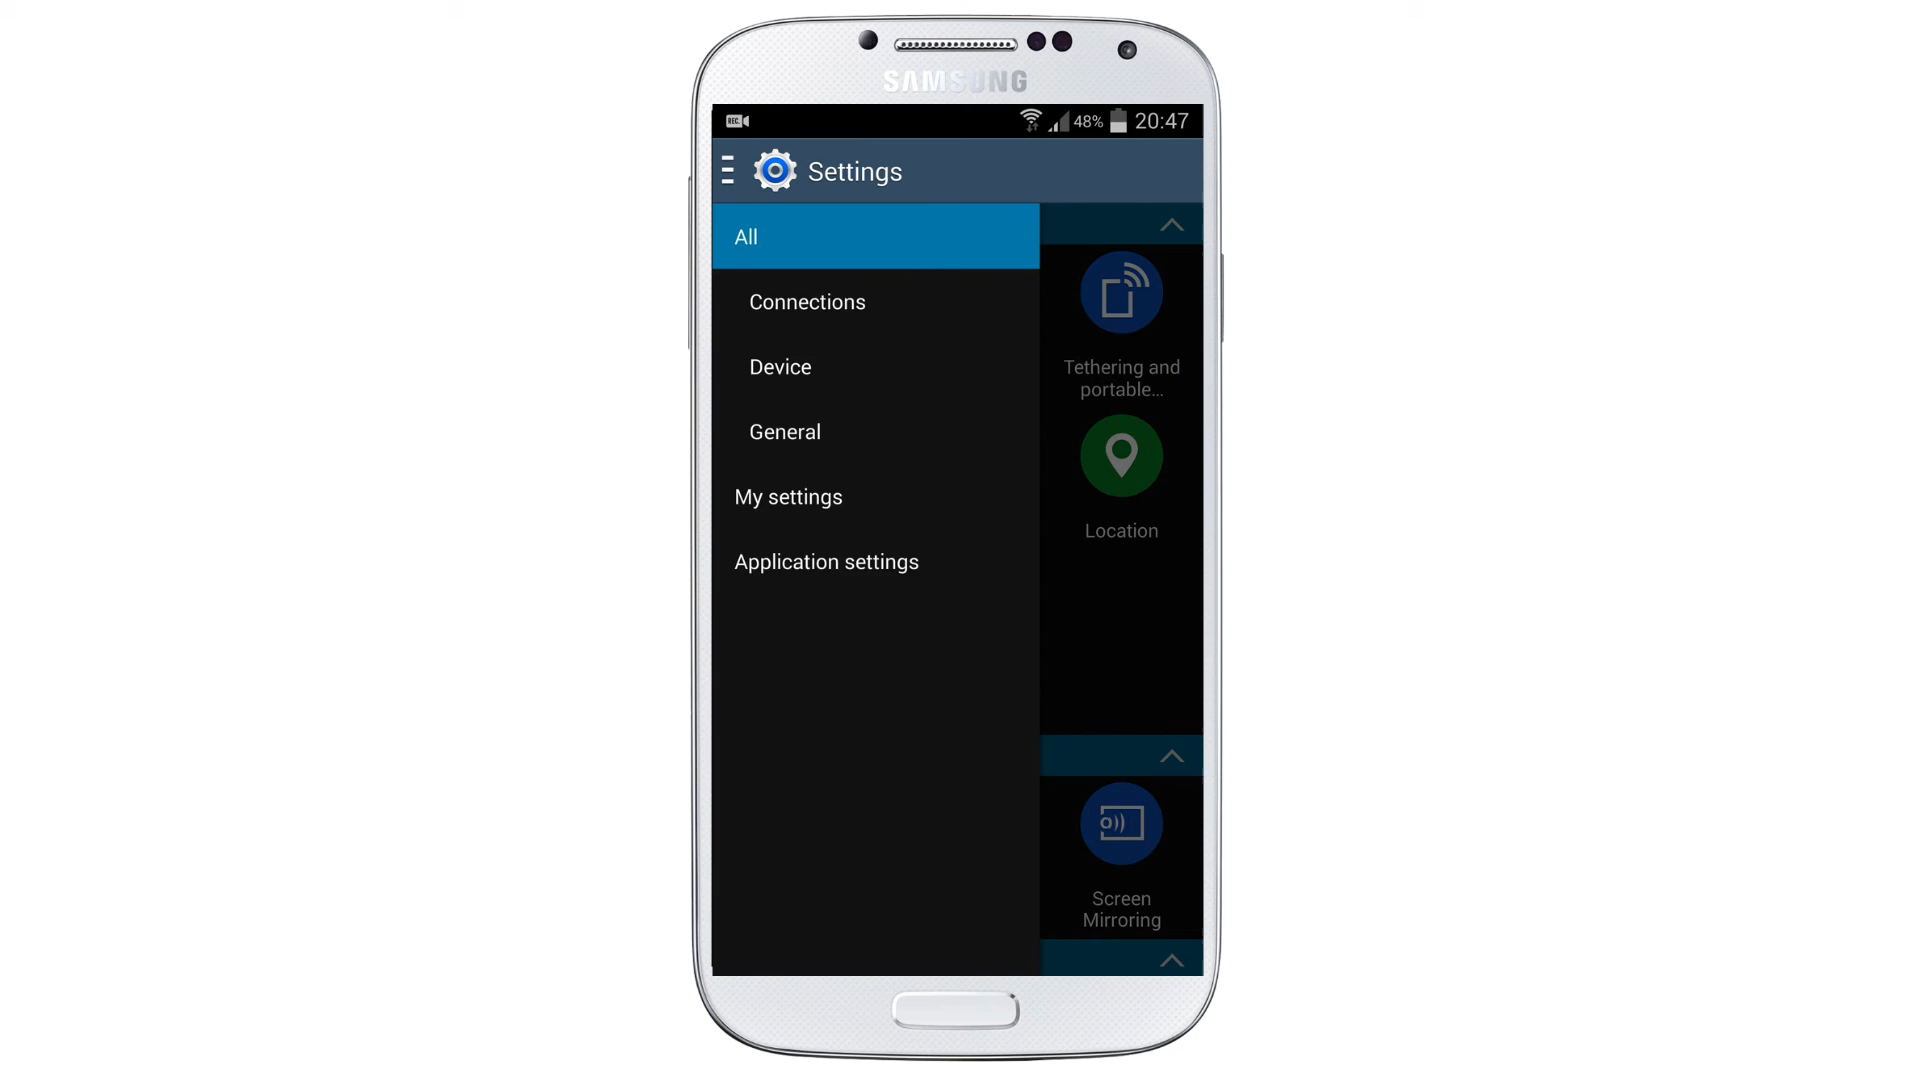 SAMSUNG
REC 48% 20:47
Settings
All
Connections
Device
General
My settings
Application settings
Tethering and
portable...
Location
Screen
Mirroring